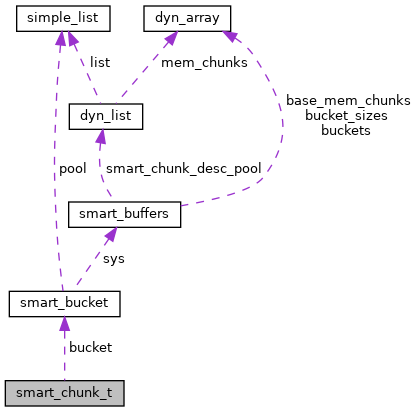 simple_list
dyn_array
list
mem_chunks
base_mem_chunks
bucket_sizes
buckets
dyn_list
pool
smart_chunk_desc_pool
smart_buffers
sys
smart_bucket
bucket
smart_chunk_t